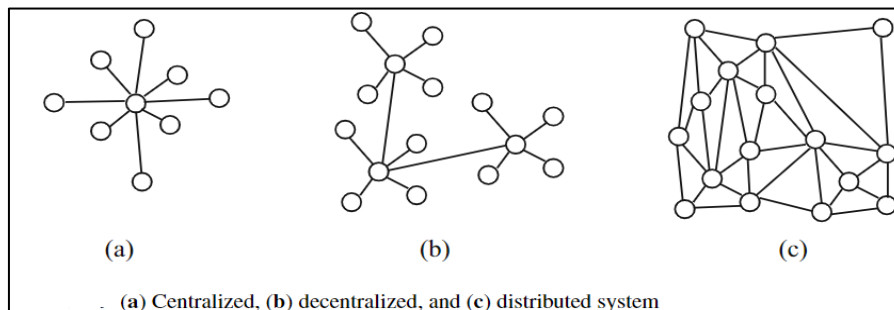 (a) (b) (c)
. (a) Centralized, (b) decentralized, and (c) distributed system